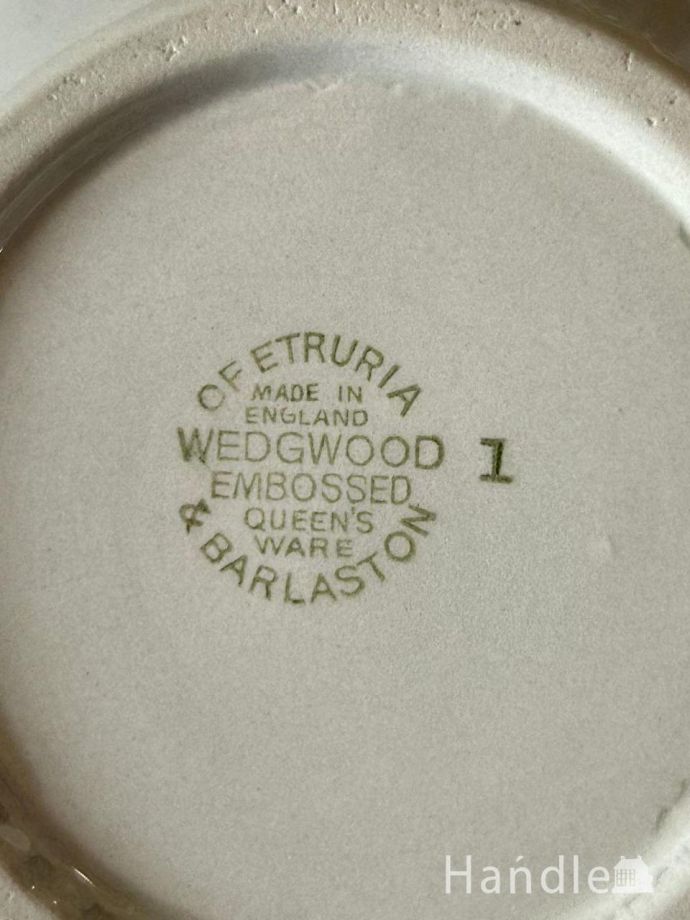 OF ETRURIA
MADE IN
ENGLAND
WEDGWOOD 1
EMBOSSED
QUEEN'S
WARE
& BARLASTON
Handle